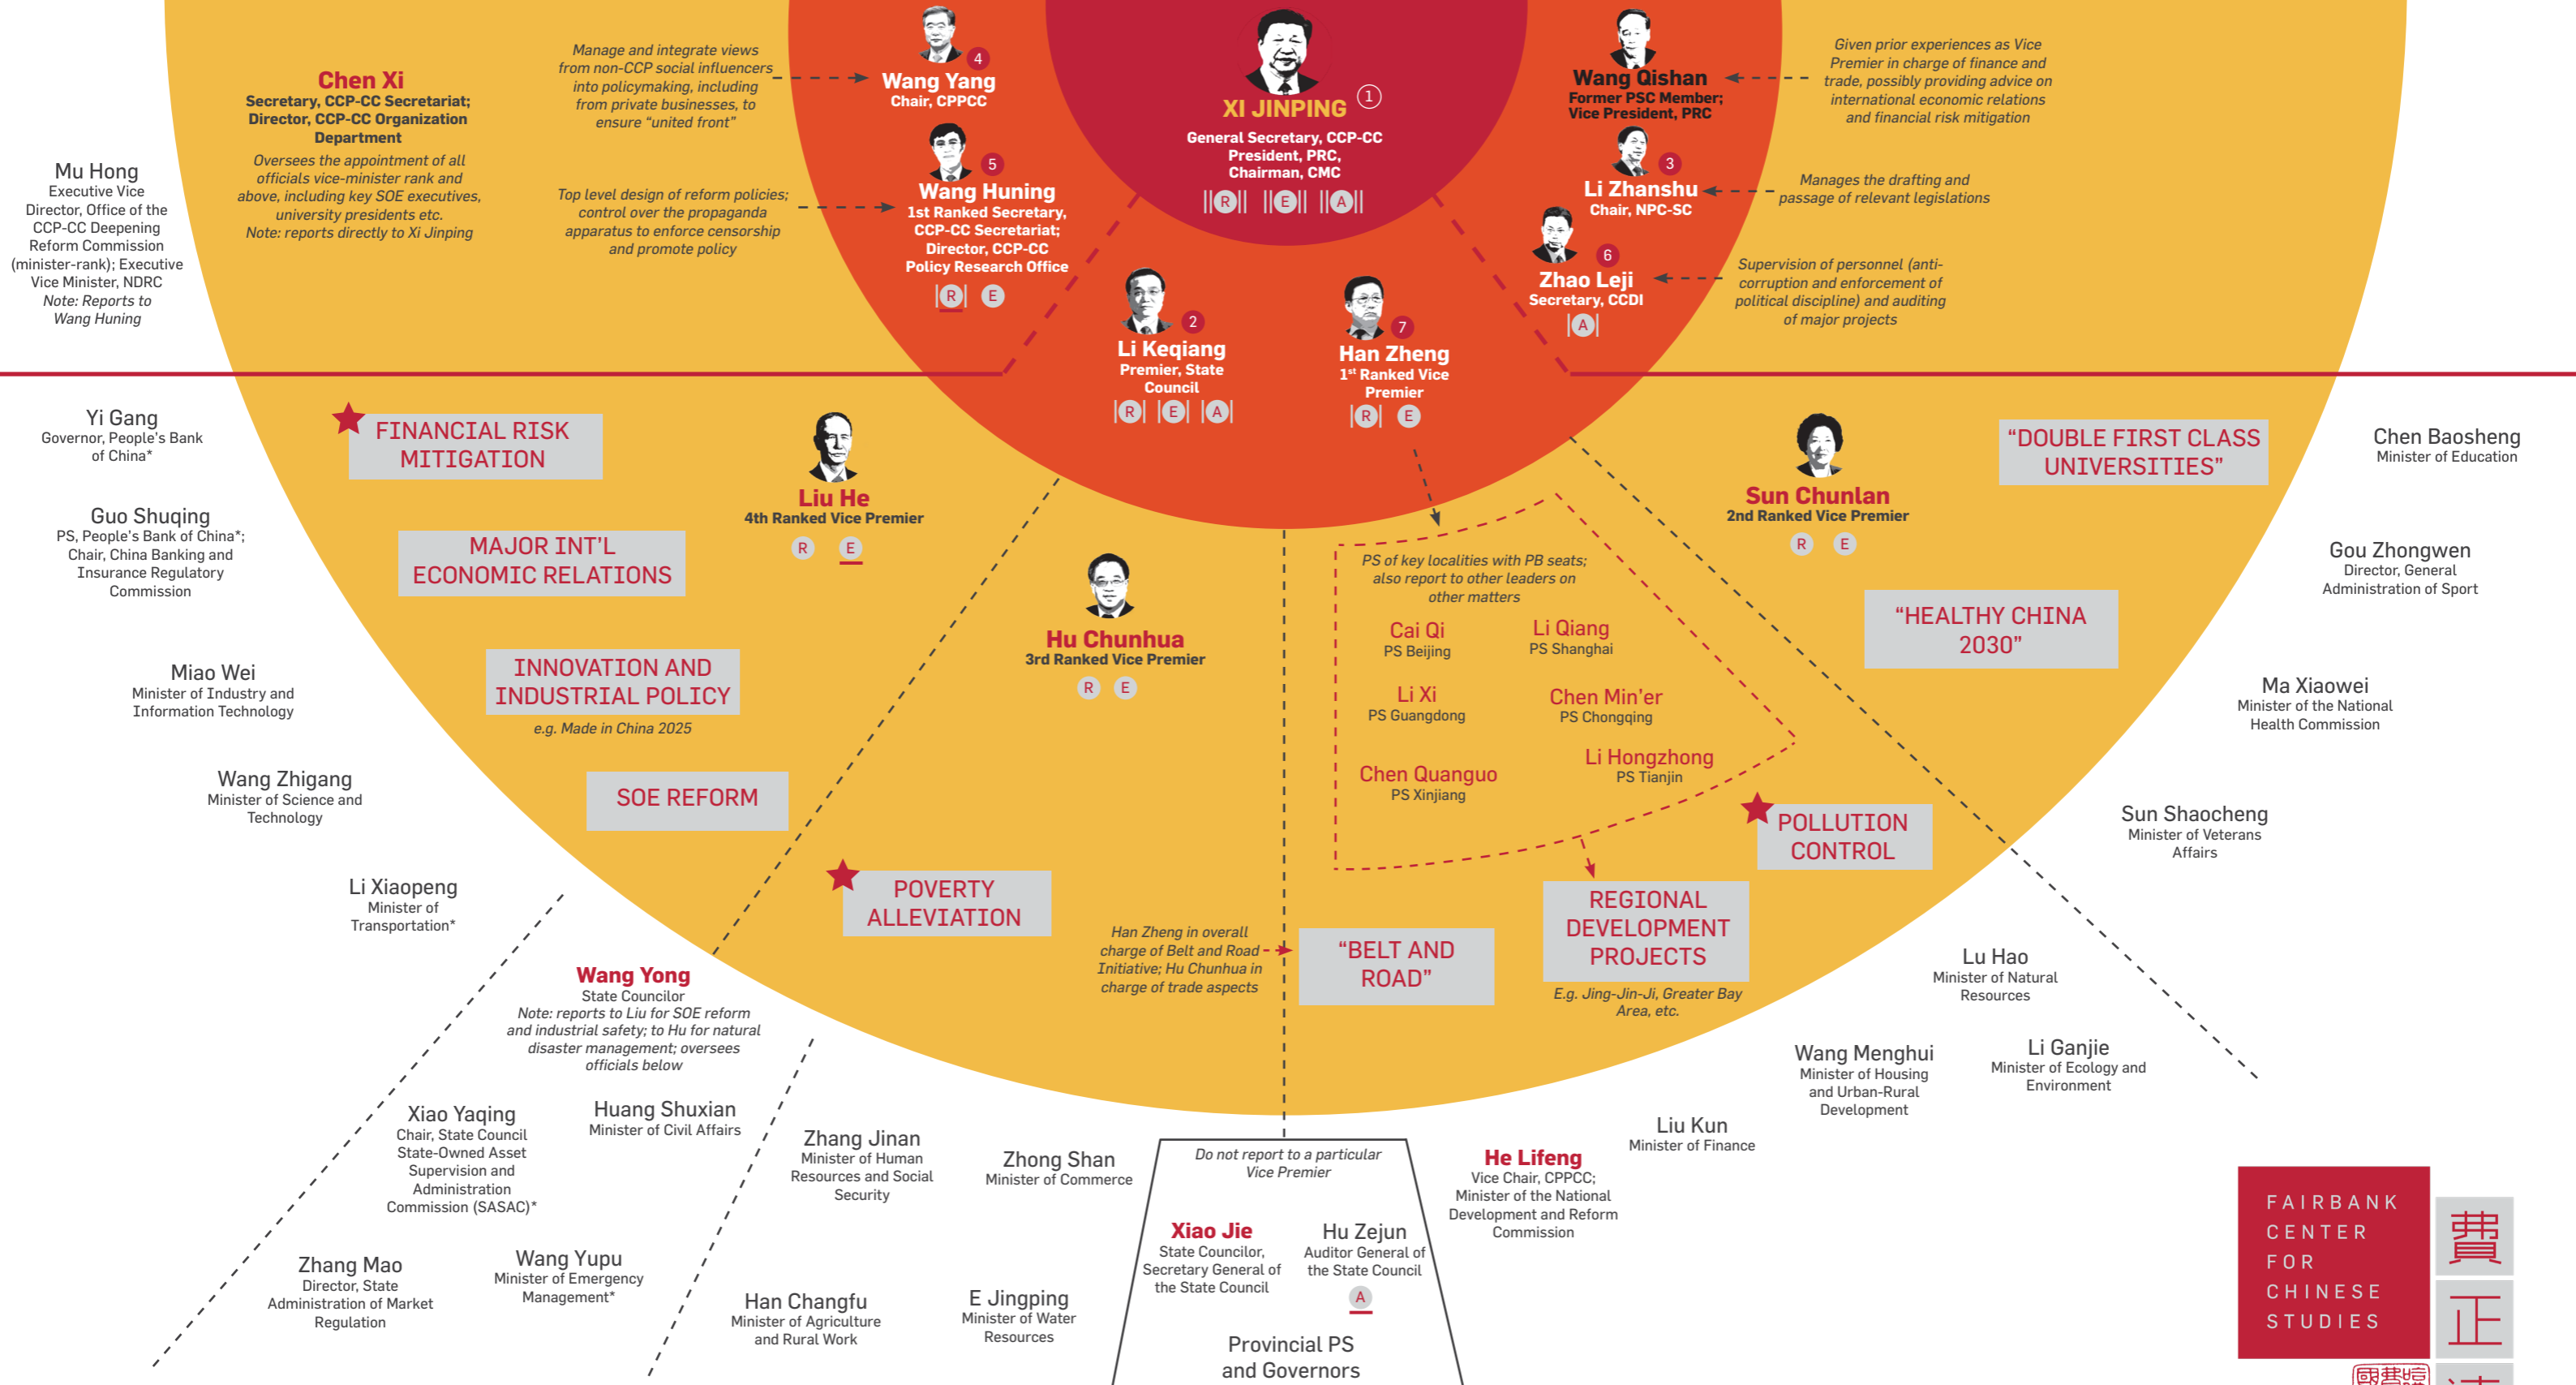 Chen Xi
Secretary, CCP-CC Secretariat;
Director, CCP-CC Organization
Department
Oversees the appointment of all
officials vice-minister rank and
above, including key SOE executives,
university presidents etc.
Note: reports directly to Xi Jinping
Mu Hong
Executive Vice
Director, Office of the
CCP-CC Deepening
Reform Commission
(minister-rank); Executive
Vice Minister, NDRC
Note: Reports to
Wang Huning
Manage and integrate views
from non-CCP social influencers
into policymaking, including
from private businesses, to
ensure “united front”
4
Wang Yang
Chair, CPPCC
Top level design of reform policies;
control over the propaganda
apparatus to enforce censorship
and promote policy
5
Wang Huning
1st Ranked Secretary,
CCP-CC Secretariat;
Director, CCP-CC
Policy Research Office
R E
XI JINPING 1
General Secretary, CCP-CC
President, PRC,
Chairman, CMC
R E A
Wang Qishan
Former PSC Member;
Vice President, PRC
Given prior experiences as Vice
Premier in charge of finance and
trade, possibly providing advice on
international economic relations
and financial risk mitigation
3
Li Zhanshu
Chair, NPC-SC
Manages the drafting and
passage of relevant legislations
6
Zhao Leji
Secretary, CCDI
A
Supervision of personnel (anti-
corruption and enforcement of
political discipline) and auditing
of major projects
2
Li Keqiang
Premier, State
Council
R E A
7
Han Zheng
1st Ranked Vice
Premier
R E
Yi Gang
Governor, People’s Bank
of China*
Guo Shuqing
PS, People’s Bank of China*;
Chair, China Banking and
Insurance Regulatory
Commission
Miao Wei
Minister of Industry and
Information Technology
Wang Zhigang
Minister of Science and
Technology
Li Xiaopeng
Minister of
Transportation*
FINANCIAL RISK
MITIGATION
MAJOR INT’L
ECONOMIC RELATIONS
INNOVATION AND
INDUSTRIAL POLICY
e.g. Made in China 2025
SOE REFORM
Liu He
4th Ranked Vice Premier
R E
Hu Chunhua
3rd Ranked Vice Premier
R E
POVERTY
ALLEVIATION
PS of key localities with PB seats;
also report to other leaders on
other matters
Cai Qi
PS Beijing
Li Qiang
PS Shanghai
Li Xi
PS Guangdong
Chen Min’er
PS Chongqing
Chen Quanguo
PS Xinjiang
Li Hongzhong
PS Tianjin
POLLUTION
CONTROL
REGIONAL
DEVELOPMENT
PROJECTS
E.g. Jing-Jin-Ji, Greater Bay
Area, etc.
Han Zheng in overall
charge of Belt and Road
Initiative; Hu Chunhua in
charge of trade aspects
“BELT AND
ROAD”
Sun Chunlan
2nd Ranked Vice Premier
R E
“DOUBLE FIRST CLASS
UNIVERSITIES”
“HEALTHY CHINA
2030”
Chen Baosheng
Minister of Education
Gou Zhongwen
Director, General
Administration of Sport
Ma Xiaowei
Minister of the National
Health Commission
Sun Shaocheng
Minister of Veterans
Affairs
Wang Yong
State Councilor
Note: reports to Liu for SOE reform
and industrial safety; to Hu for natural
disaster management; oversees
officials below
Xiao Yaqing
Chair, State Council
State-Owned Asset
Supervision and
Administration
Commission (SASAC)*
Huang Shuxian
Minister of Civil Affairs
Zhang Mao
Director, State
Administration of Market
Regulation
Wang Yupu
Minister of Emergency
Management*
Zhang Jinan
Minister of Human
Resources and Social
Security
Zhong Shan
Minister of Commerce
Han Changfu
Minister of Agriculture
and Rural Work
E Jingping
Minister of Water
Resources
Do not report to a particular
Vice Premier
Xiao Jie
State Councilor,
Secretary General of
the State Council
Hu Zejun
Auditor General of
the State Council
A
Provincial PS
and Governors
He Lifeng
Vice Chair, CPPCC;
Minister of the National
Development and Reform
Commission
Liu Kun
Minister of Finance
Wang Menghui
Minister of Housing
and Urban-Rural
Development
Lu Hao
Minister of Natural
Resources
Li Ganjie
Minister of Ecology and
Environment
FAIRBANK
CENTER
FOR
CHINESE
STUDIES
費
正